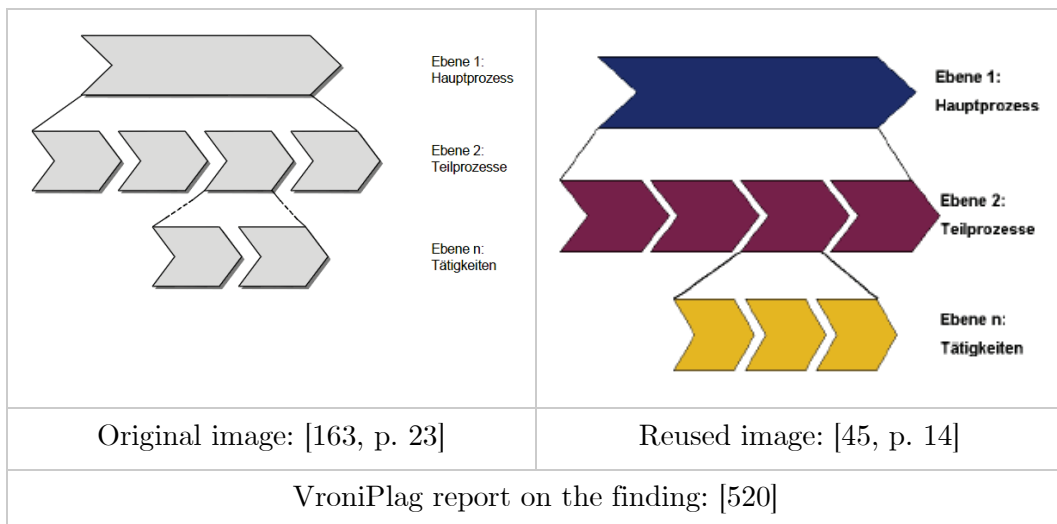 Ebene 1:
Hauptprozess
Ebene 2:
Teilprozesse
Ebene n:
Tätigkeiten
Ebene 1:
Hauptprozess
Ebene 2:
Teilprozesse
Ebene n:
Tätigkeiten
Original image: [163, p. 23]
Reused image: [45, p. 14]
VroniPlag report on the finding: [520]